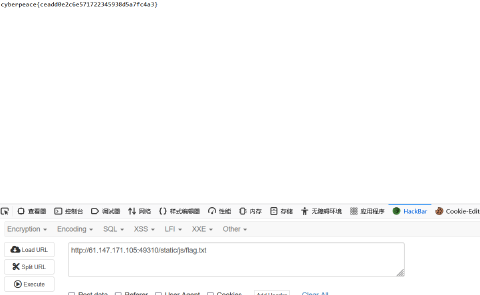 cyberpeace{ceadd0e2c6e571722345938d5a7fc4a3}
查看器 控制台 调试器 网络 样式编辑器 性能 内存 存储 无障碍环境 应用程序 HackBar Cookie-Edit
Encryption Encoding SQL XSS LFI XXE Other
Load URL
http://61.147.171.105:49310/static/js/flag.txt
Split URL
Execute
Post data Referer User Agent Cookies Add Header Clear All